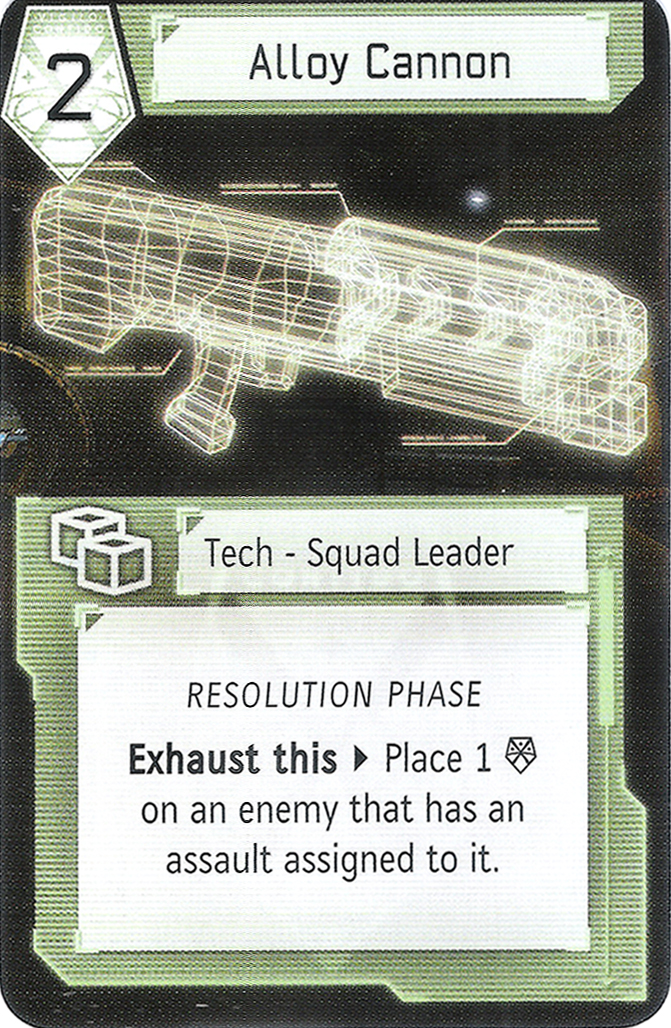 2
Alloy Cannon
Tech - Squad Leader
RESOLUTION PHASE
Exhaust this ▶ Place 1
on an enemy that has an
assault assigned to it.